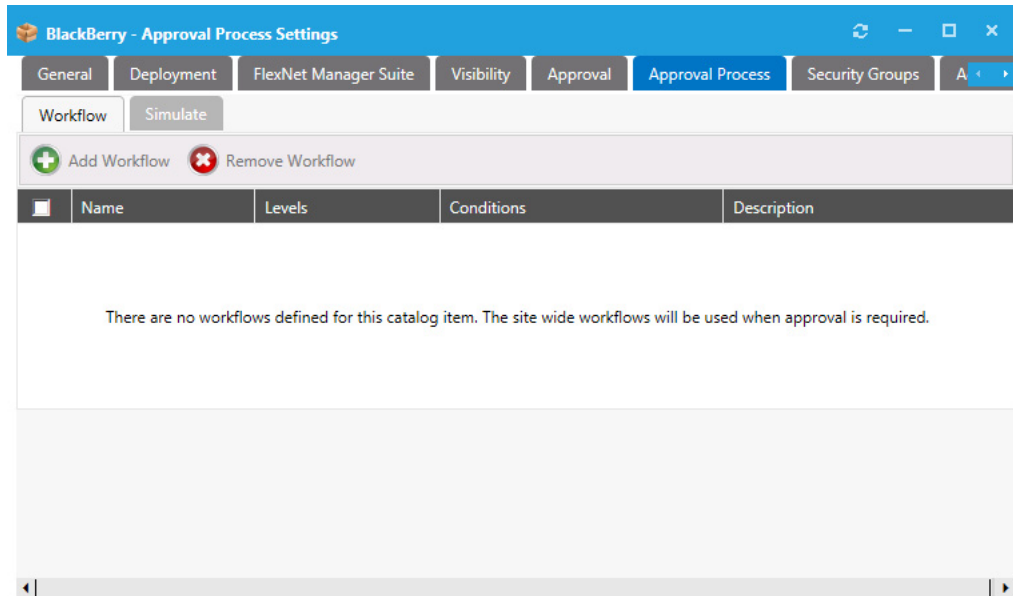 BlackBerry - Approval Process Settings
General Deployment FlexNet Manager Suite Visibility Approval Approval Process Security Groups A
Workflow Simulate
Add Workflow Remove Workflow
Name Levels Conditions Description
There are no workflows defined for this catalog item. The site wide workflows will be used when approval is required.